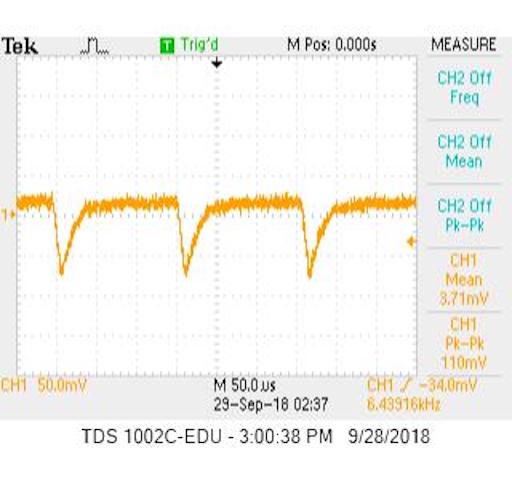 Tek
T Trig'd
M Pos: 0.000s
MEASURE
CH2 Off
Freq
CH2 Off
Mean
CH2 Off
Pk-Pk
CH1
Mean
3.71mV
CH1
Pk-Pk
110mV
1
CH1 50.0mV
M 50.0us
CH1 / -34.0mV
29-Sep-18 02:37
6.43916kHz
TDS 1002C-EDU - 3:00:38 PM 9/28/2018